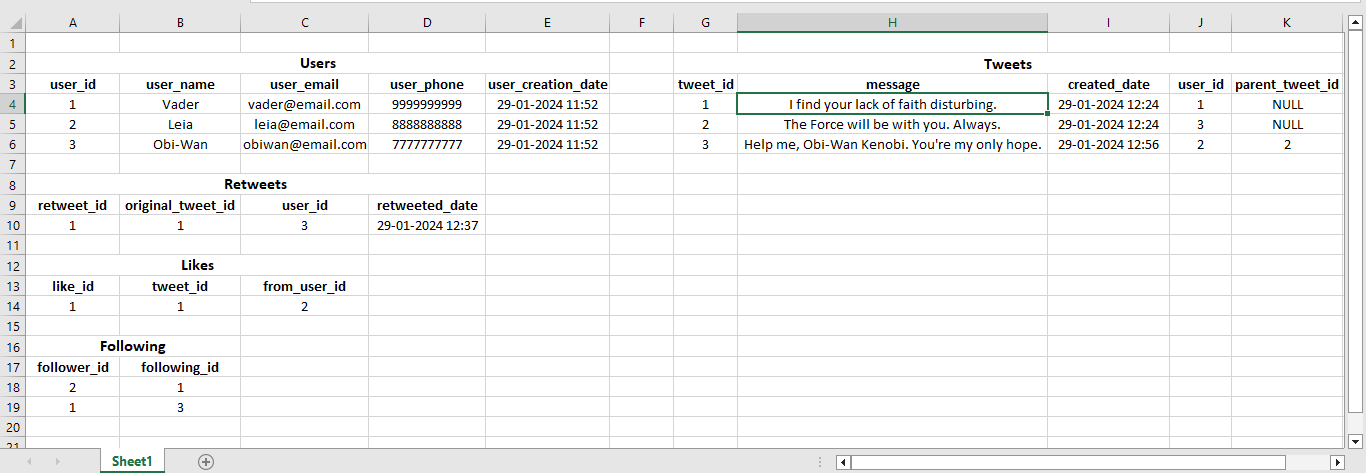 A B C D E F G H I J K
1
2 Users Tweets
3 user_id user_name user_email user_phone user_creation_date tweet_id message created_date user_id parent_tweet_id
4 1 Vader vader@email.com 9999999999 29-01-2024 11:52 1 I find your lack of faith disturbing. 29-01-2024 12:24 1 NULL
5 2 Leia leia@email.com 8888888888 29-01-2024 11:52 2 The Force will be with you. Always. 29-01-2024 12:24 3 NULL
6 3 Obi-Wan obiwan@email.com 7777777777 29-01-2024 11:52 3 Help me, Obi-Wan Kenobi. You're my only hope. 29-01-2024 12:56 2 2
7
8 Retweets
9 retweet_id original_tweet_id user_id retweeted_date
10 1 1 3 29-01-2024 12:37
11
12 Likes
13 like_id tweet_id from_user_id
14 1 1 2
15
16 Following
17 follower_id following_id
18 2 1
19 1 3
20
21
Sheet1